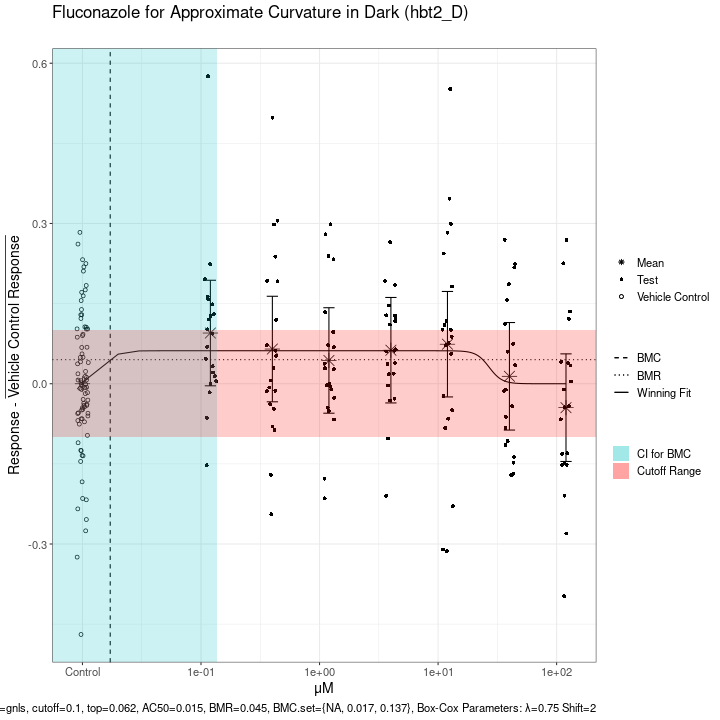 Fluconazole for Approximate Curvature in Dark (hbt2_D)
Response - Vehicle Control Response
0.6
0.3
0.0
-0.3
Control
1e-01
1e+00
1e+01
1e+02
μM
Mean
Test
Vehicle Control
BMC
BMR
Winning Fit
CI for BMC
Cutoff Range
=gnls, cutoff=0.1, top=0.062, AC50=0.015, BMR=0.045, BMC.set={NA, 0.017, 0.137}, Box-Cox Parameters: λ=0.75 Shift=2